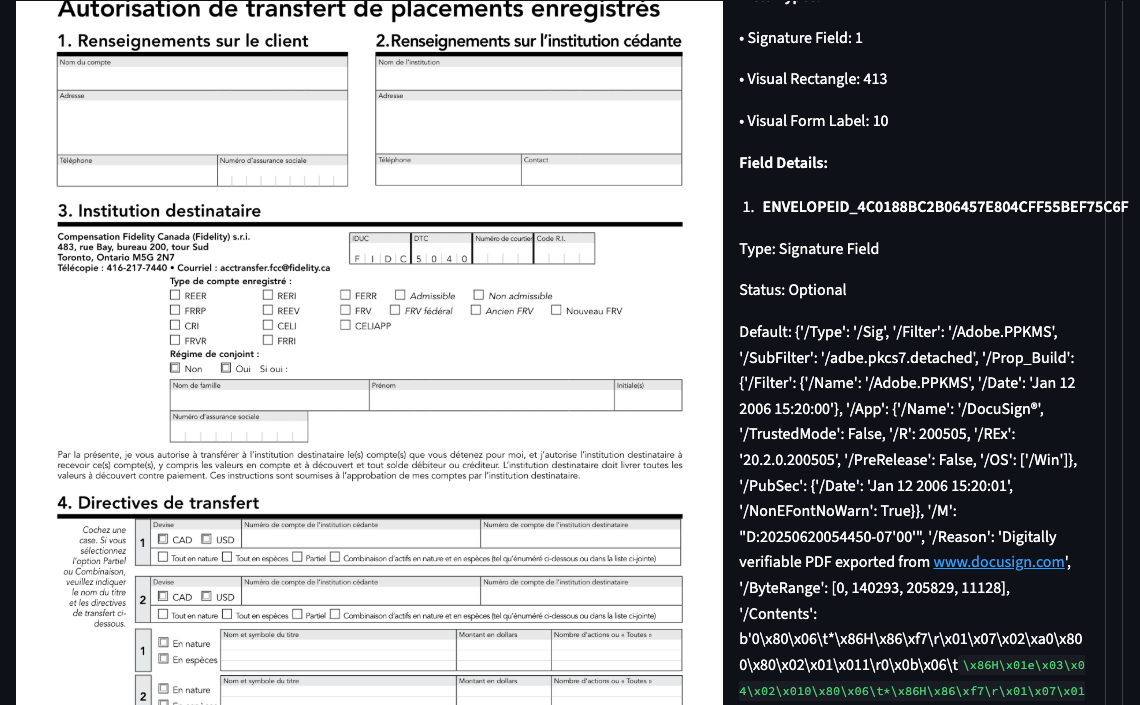 Autorisation de transfert de placements enregistrés
1. Renseignements sur le client
Nom du compte
Adresse
Téléphone
Numéro d'assurance sociale
2.Renseignements sur l'institution cédante
Nom de l'institution
Adresse
Téléphone
Contact
3. Institution destinataire
Compensation Fidelity Canada (Fidelity) s.r.i.
483, rue Bay, bureau 200, tour Sud
Toronto, Ontario M5G 2N7
Télécopie : 416-217-7440 • Courriel : acctransfer.fcc@fidelity.ca
IDUC
DTC
Numéro de courtier
Code R.I.
F I D C 5 0 4 0
Type de compte enregistré :
REER RERI FERR Admissible Non admissible
FRRP REEV FRV FRV fédéral Ancien FRV Nouveau FRV
CRI CELI CELIAPP
FRVR FRRI
Régime de conjoint :
Non Oui Si oui :
Nom de famille
Prénom
Initiale(s)
Numéro d'assurance sociale
Par la présente, je vous autorise à transférer à l'institution destinataire le(s) compte(s) que vous détenez pour moi, et j'autorise l'institution destinataire à
recevoir ce(s) compte(s), y compris les valeurs en compte et à découvert et tout solde débiteur ou créditeur. L'institution destinataire doit livrer toutes les
valeurs à découvert contre paiement. Ces instructions sont soumises à l'approbation de mes comptes par l'institution destinataire.
4. Directives de transfert
Cochez une
case. Si vous
sélectionnez
l'option Partiel
ou Combinaison,
veuillez indiquer
le nom du titre
et les directives
de transfert ci-
dessous.
1
Devise
Numéro de compte de l'institution cédante
Numéro de compte de l'institution destinataire
CAD USD
Tout en nature Tout en espèces Partiel Combinaison d'actifs en nature et en espèces (tel qu'énuméré ci-dessous ou dans la liste ci-jointe)
2
Devise
Numéro de compte de l'institution cédante
Numéro de compte de l'institution destinataire
CAD USD
Tout en nature Tout en espèces Partiel Combinaison d'actifs en nature et en espèces (tel qu'énuméré ci-dessous ou dans la liste ci-jointe)
1
En nature
En espèces
Nom et symbole du titre
Montant en dollars
Nombre d'actions ou « Toutes »
2
En nature
Nom et symbole du titre
Montant en dollars
Nombre d'actions ou « Toutes »
• Signature Field: 1
• Visual Rectangle: 413
• Visual Form Label: 10
Field Details:
1. ENVELOPEID_4C0188BC2B06457E804CFF55BEF75C6F
Type: Signature Field
Status: Optional
Default: {'/Type': '/Sig', '/Filter': '/Adobe.PPKMS',
'/SubFilter': '/adbe.pkcs7.detached', '/Prop_Build':
{'/Filter': {'/Name': '/Adobe.PPKMS', '/Date': 'Jan 12
2006 15:20:00'}, '/App': {'/Name': '/DocuSign®',
'/TrustedMode': False, '/R': 200505, '/REx':
'20.2.0.200505', '/PreRelease': False, '/OS': ['/Win']},
'/PubSec': {'/Date': 'Jan 12 2006 15:20:01',
'/NonEFontNoWarn': True}}, '/M':
"D:20250620054450-07'00'", '/Reason': 'Digitally
verifiable PDF exported from www.docusign.com',
'/ByteRange': [0, 140293, 205829, 11128],
'/Contents':
b'0\x80\x06\t*\x86H\x86\xf7\r\x01\x07\x02\xa0\x80
0\x80\x02\x01\x011\r0\x0b\x06\t \x86H\x01e\x03\x0
4\x02\x010\x80\x06\t*\x86H\x86\xf7\r\x01\x07\x01